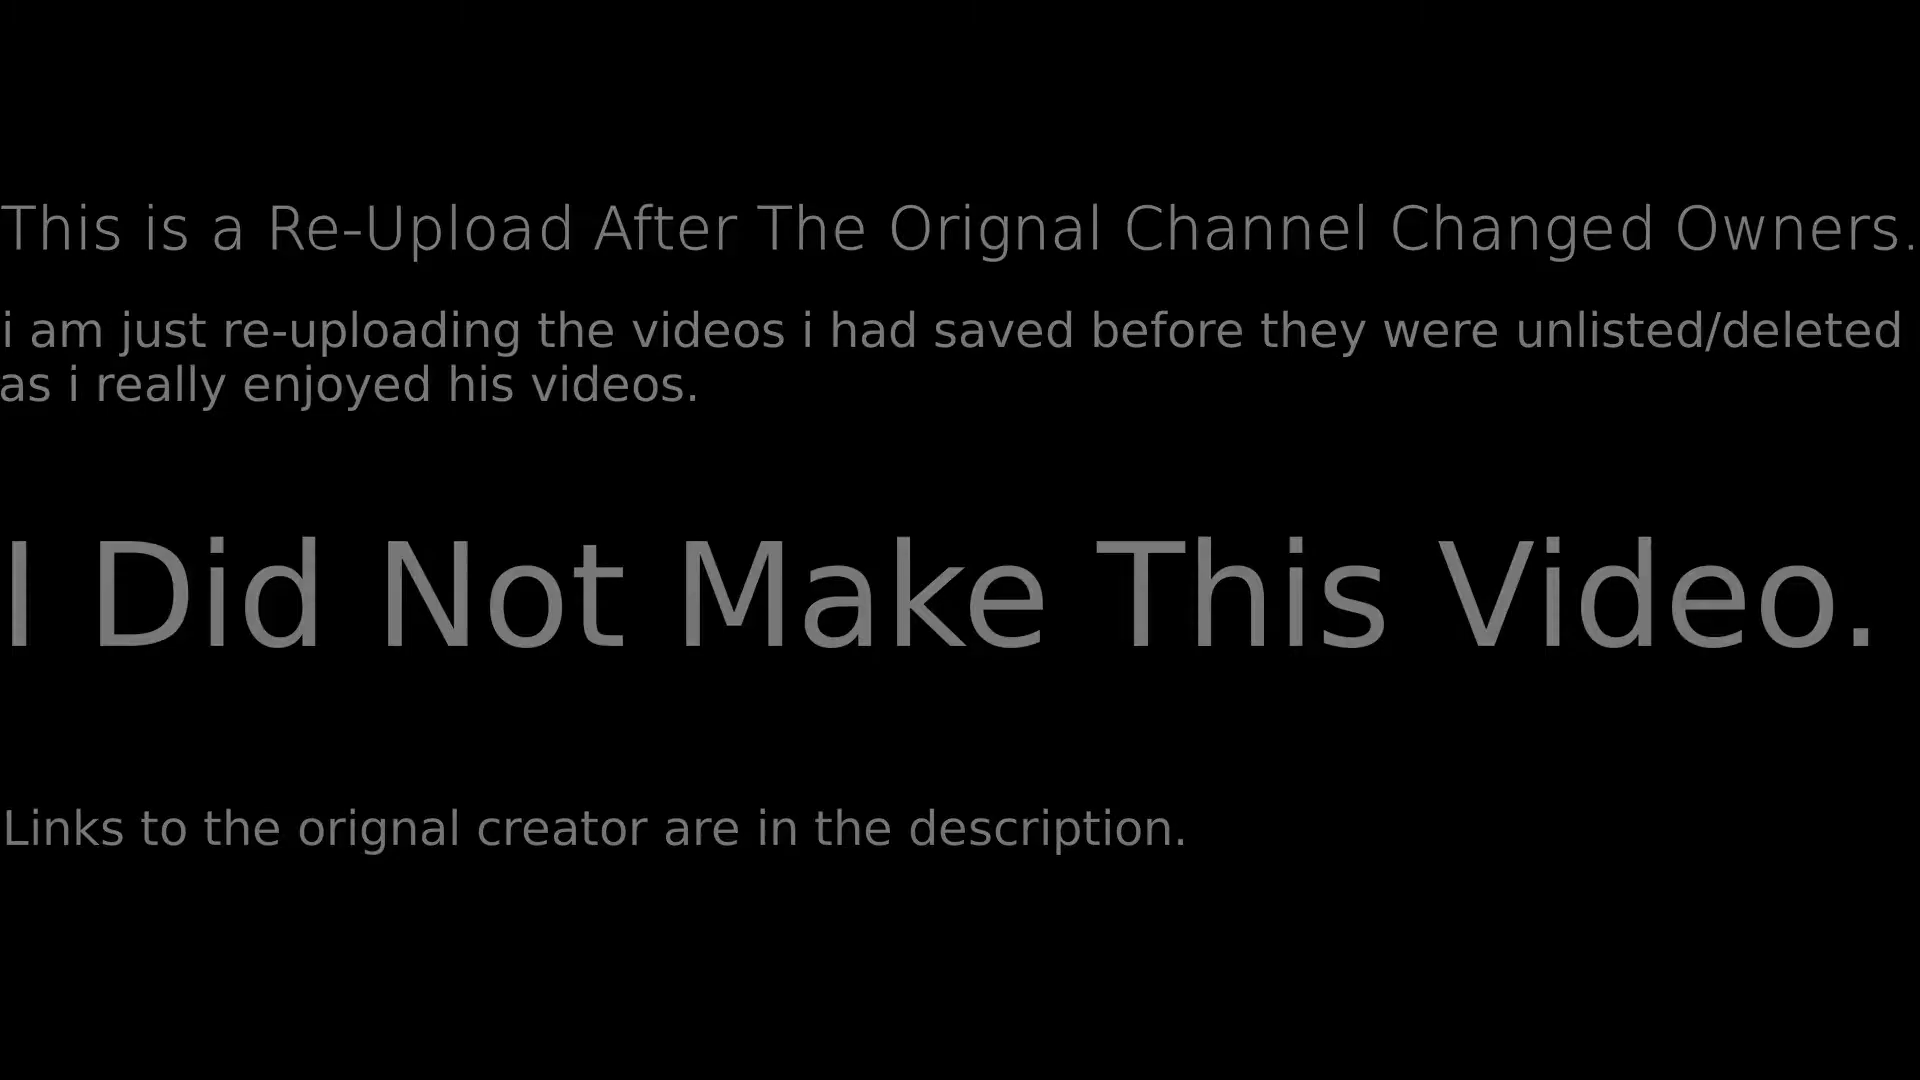 This is a Re-Upload After The Orignal Channel Changed Owners.
i am just re-uploading the videos i had saved before they were unlisted/deleted
as i really enjoyed his videos.
I Did Not Make This Video.
Links to the orignal creator are in the description.